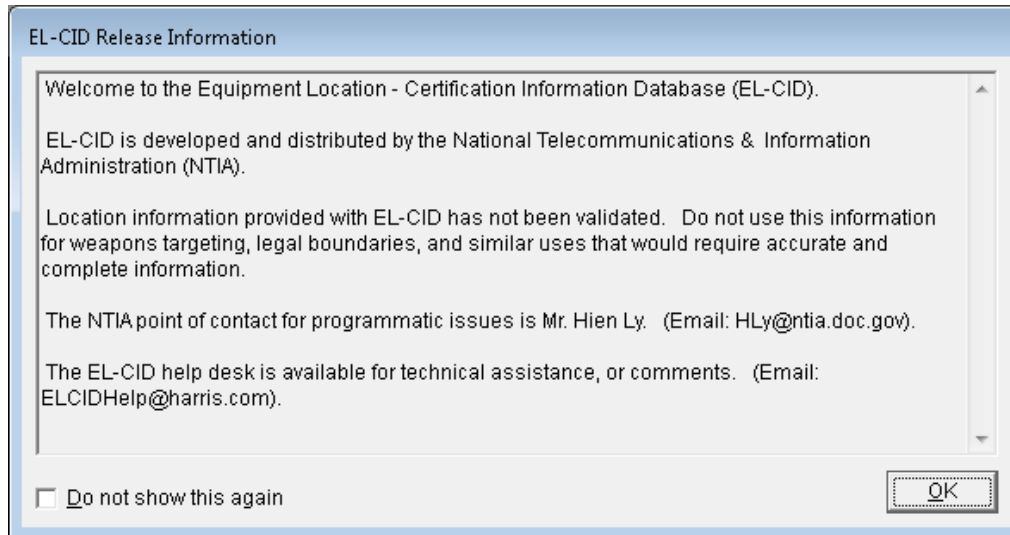 EL-CID Release Information
Welcome to the Equipment Location - Certification Information Database (EL-CID).
EL-CID is developed and distributed by the National Telecommunications & Information
Administration (NTIA).
Location information provided with EL-CID has not been validated. Do not use this information
for weapons targeting, legal boundaries, and similar uses that would require accurate and
complete information.
The NTIA point of contact for programmatic issues is Mr. Hien Ly. (Email: HLy@ntia.doc.gov).
The EL-CID help desk is available for technical assistance, or comments. (Email:
ELCIDHelp@harris.com).
Do not show this again
OK